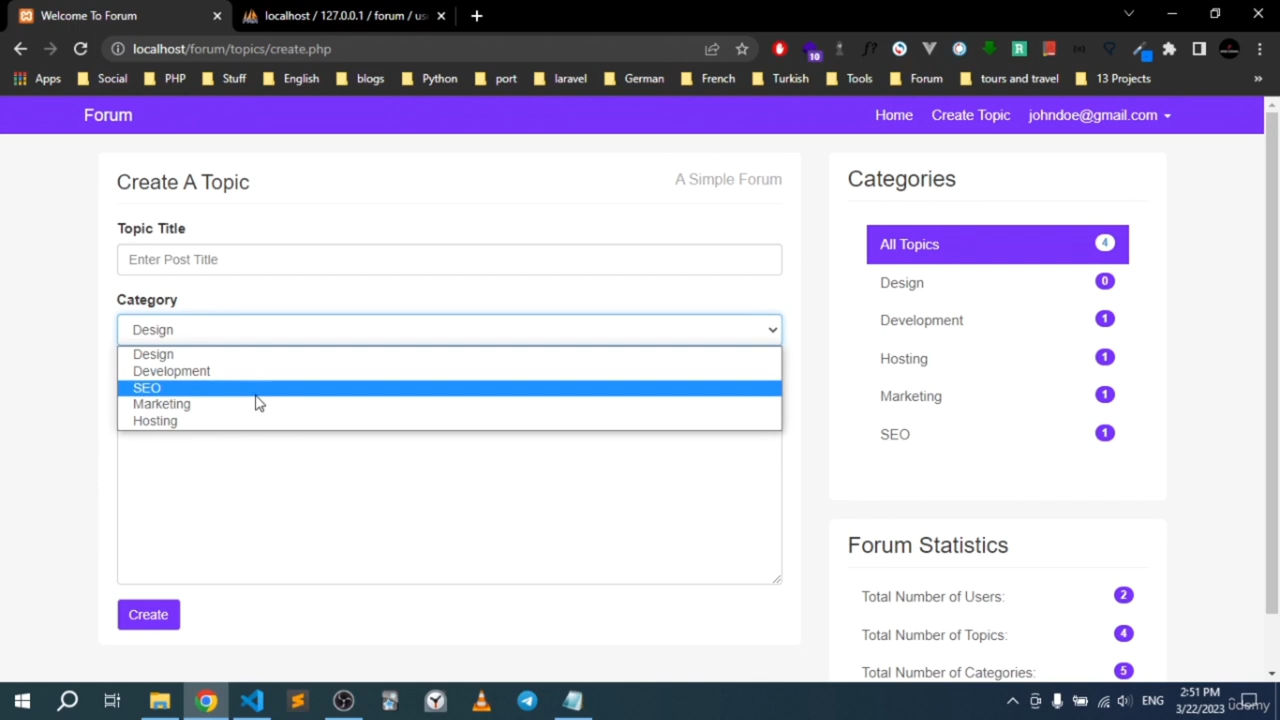 Welcome To Forum
localhost / 127.0.0.1 / forum / us
localhost/forum/topics/create.php
10
Apps Social PHP Stuff English blogs Python port laravel German French Turkish Tools Forum tours and travel 13 Projects »
Forum
Home Create Topic johndoe@gmail.com
Create A Topic
A Simple Forum
Topic Title
Enter Post Title
Category
Design
Design
Development
SEO
Marketing
Hosting
Create
Categories
All Topics 4
Design 0
Development 1
Hosting 1
Marketing 1
SEO 1
Forum Statistics
Total Number of Users: 2
Total Number of Topics: 4
Total Number of Categories: 5
ENG
2:51 PM
3/22/2023
ûdemy